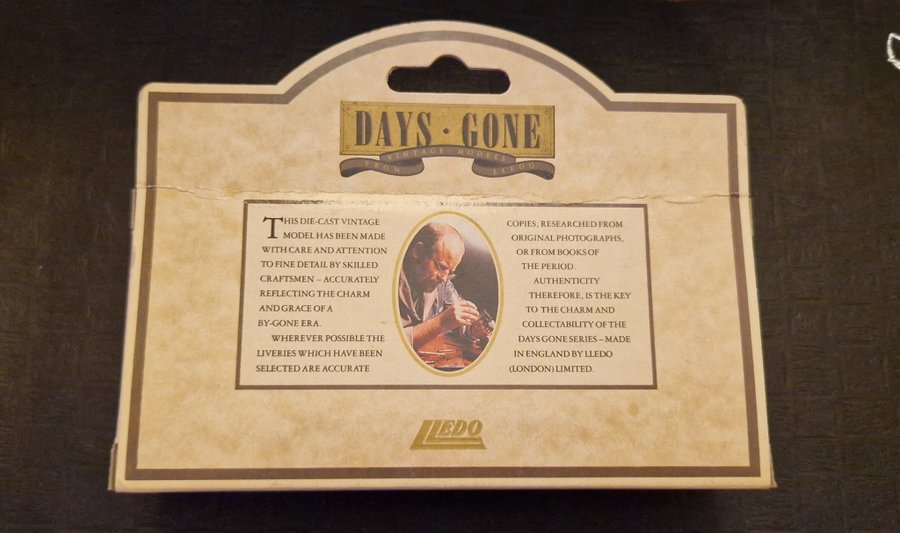 DAYS · GONE
VINTAGE MODELS
FROM LLEDO
THIS DIE-CAST VINTAGE
MODEL HAS BEEN MADE
WITH CARE AND ATTENTION
TO FINE DETAIL BY SKILLED
CRAFTSMEN – ACCURATELY
REFLECTING THE CHARM
AND GRACE OF A
BY-GONE ERA.
WHEREVER POSSIBLE THE
LIVERIES WHICH HAVE BEEN
SELECTED ARE ACCURATE
COPIES, RESEARCHED FROM
ORIGINAL PHOTOGRAPHS,
OR FROM BOOKS OF
THE PERIOD.
AUTHENTICITY
THEREFORE, IS THE KEY
TO THE CHARM AND
COLLECTABILITY OF THE
DAYS GONE SERIES – MADE
IN ENGLAND BY LLEDO
(LONDON) LIMITED.
LLEDO